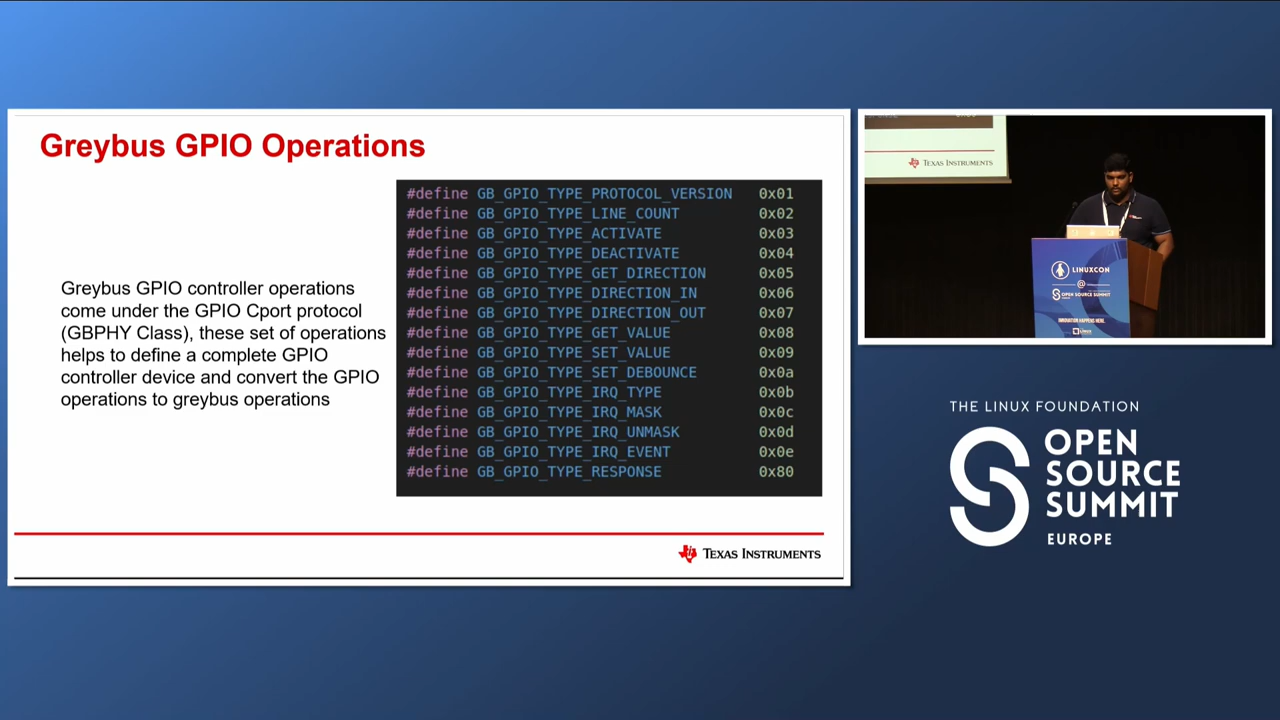 Greybus GPIO Operations
Greybus GPIO controller operations
come under the GPIO Cport protocol
(GBPHY Class), these set of operations
helps to define a complete GPIO
controller device and convert the GPIO
operations to greybus operations
#define GB_GPIO_TYPE_PROTOCOL_VERSION 0x01
#define GB_GPIO_TYPE_LINE_COUNT 0x02
#define GB_GPIO_TYPE_ACTIVATE 0x03
#define GB_GPIO_TYPE_DEACTIVATE 0x04
#define GB_GPIO_TYPE_GET_DIRECTION 0x05
#define GB_GPIO_TYPE_DIRECTION_IN 0x06
#define GB_GPIO_TYPE_DIRECTION_OUT 0x07
#define GB_GPIO_TYPE_GET_VALUE 0x08
#define GB_GPIO_TYPE_SET_VALUE 0x09
#define GB_GPIO_TYPE_SET_DEBOUNCE 0x0a
#define GB_GPIO_TYPE_IRQ_TYPE 0x0b
#define GB_GPIO_TYPE_IRQ_MASK 0x0c
#define GB_GPIO_TYPE_IRQ_UNMASK 0x0d
#define GB_GPIO_TYPE_IRQ_EVENT 0x0e
#define GB_GPIO_TYPE_RESPONSE 0x80
TEXAS INSTRUMENTS
TEXAS INSTRUMENTS
LINUXCON
@
OPEN SOURCE SUMMIT
INNOVATION HAPPENS HERE.
THE LINUX FOUNDATION
OPEN
SOURCE
SUMMIT
EUROPE